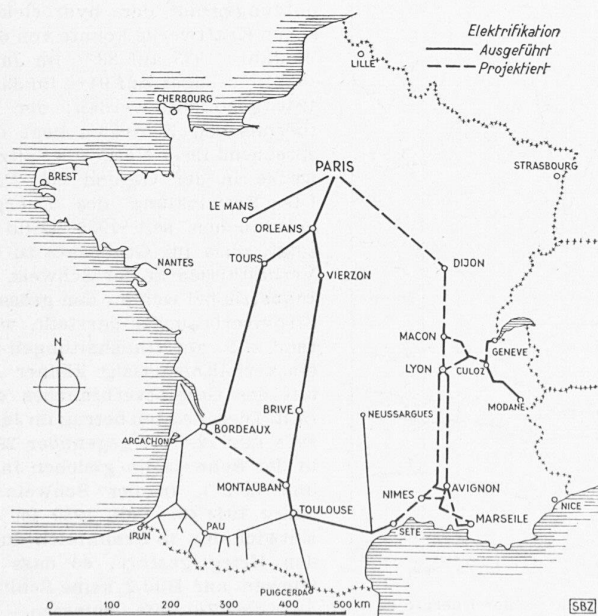 Elektrifikation
Ausgeführt
Projektiert
LILLE
CHERBOURG
PARIS
STRASBOURG
BREST
LE MANS
ORLEANS
TOURS
DIJON
NANTES
VIERZON
MACON
GENEVE
LYON
CULOZ
N
MODANE
BRIVE
NEUSSARGUES
BORDEAUX
ARCACHON
MONTAUBAN
AVIGNON
NIMES
NICE
TOULOUSE
MARSEILE
IRUN
PAU
SETE
PUIGCERDA
0 100 200 300 400 500 km
SBZ